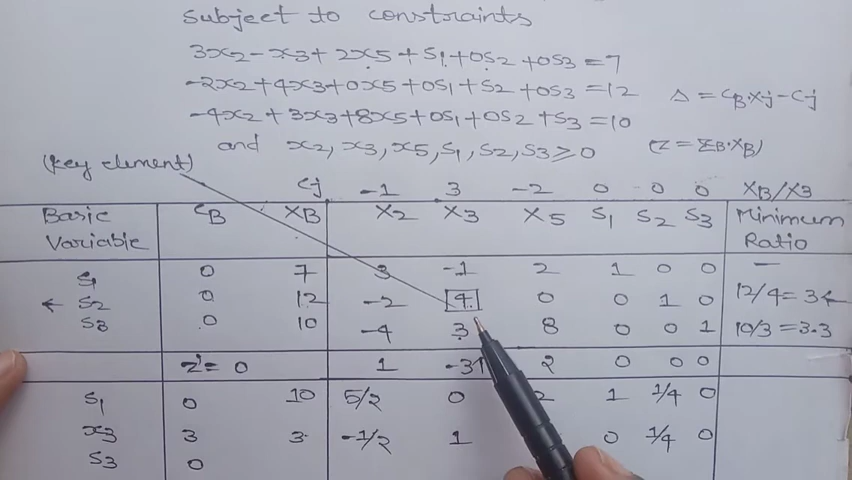 subject to constraints
3x2 - x3 + 2x5 + s1 + 0s2 + 0s3 = 7
-2x2 + 4x3 + 0x5 + 0s1 + s2 + 0s3 = 12 Δ = CB.Xj - Cj
-4x2 + 3x3 + 8x5 + 0s1 + 0s2 + s3 = 10
and x2, x3, x5, s1, s2, s3 ≥ 0 (Z = ΣB.XB)
(key element)
Cj -1 3 -2 0 0 0 XB/X3
Basic Variable CB XB X2 X3 X5 S1 S2 S3 Minimum Ratio
S1 0 7 3 -1 2 1 0 0 —
← S2 0 12 -2 4 0 0 1 0 12/4 = 3 ←
S3 0 10 -4 3 8 0 0 1 10/3 = 3.3
Z = 0 1 -3↑ 2 0 0 0
S1 0 10 5/2 0 2 1 1/4 0
x3 3 3 -1/2 1 0 1/4 0
S3 0